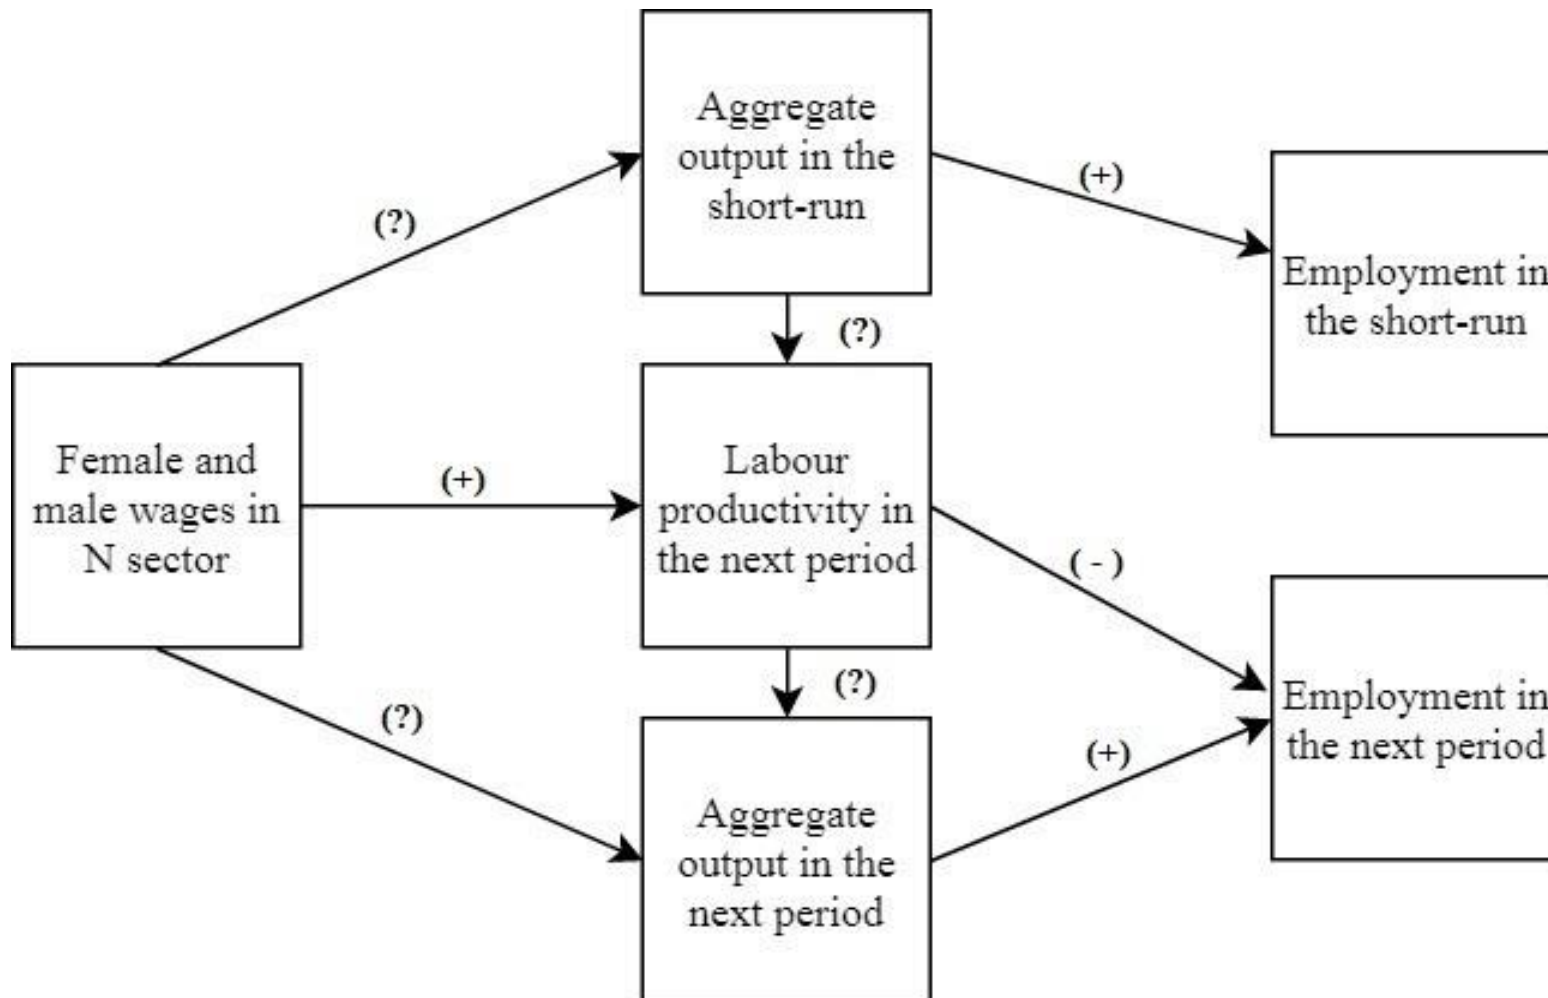 Aggregate
output in the
short-run
(+)
Employment in
the short-run
(?)
(?)
Female and
male wages in
N sector
(+)
Labour
productivity in
the next period
( - )
(?)
(?)
Employment in
the next period
(+)
Aggregate
output in the
next period